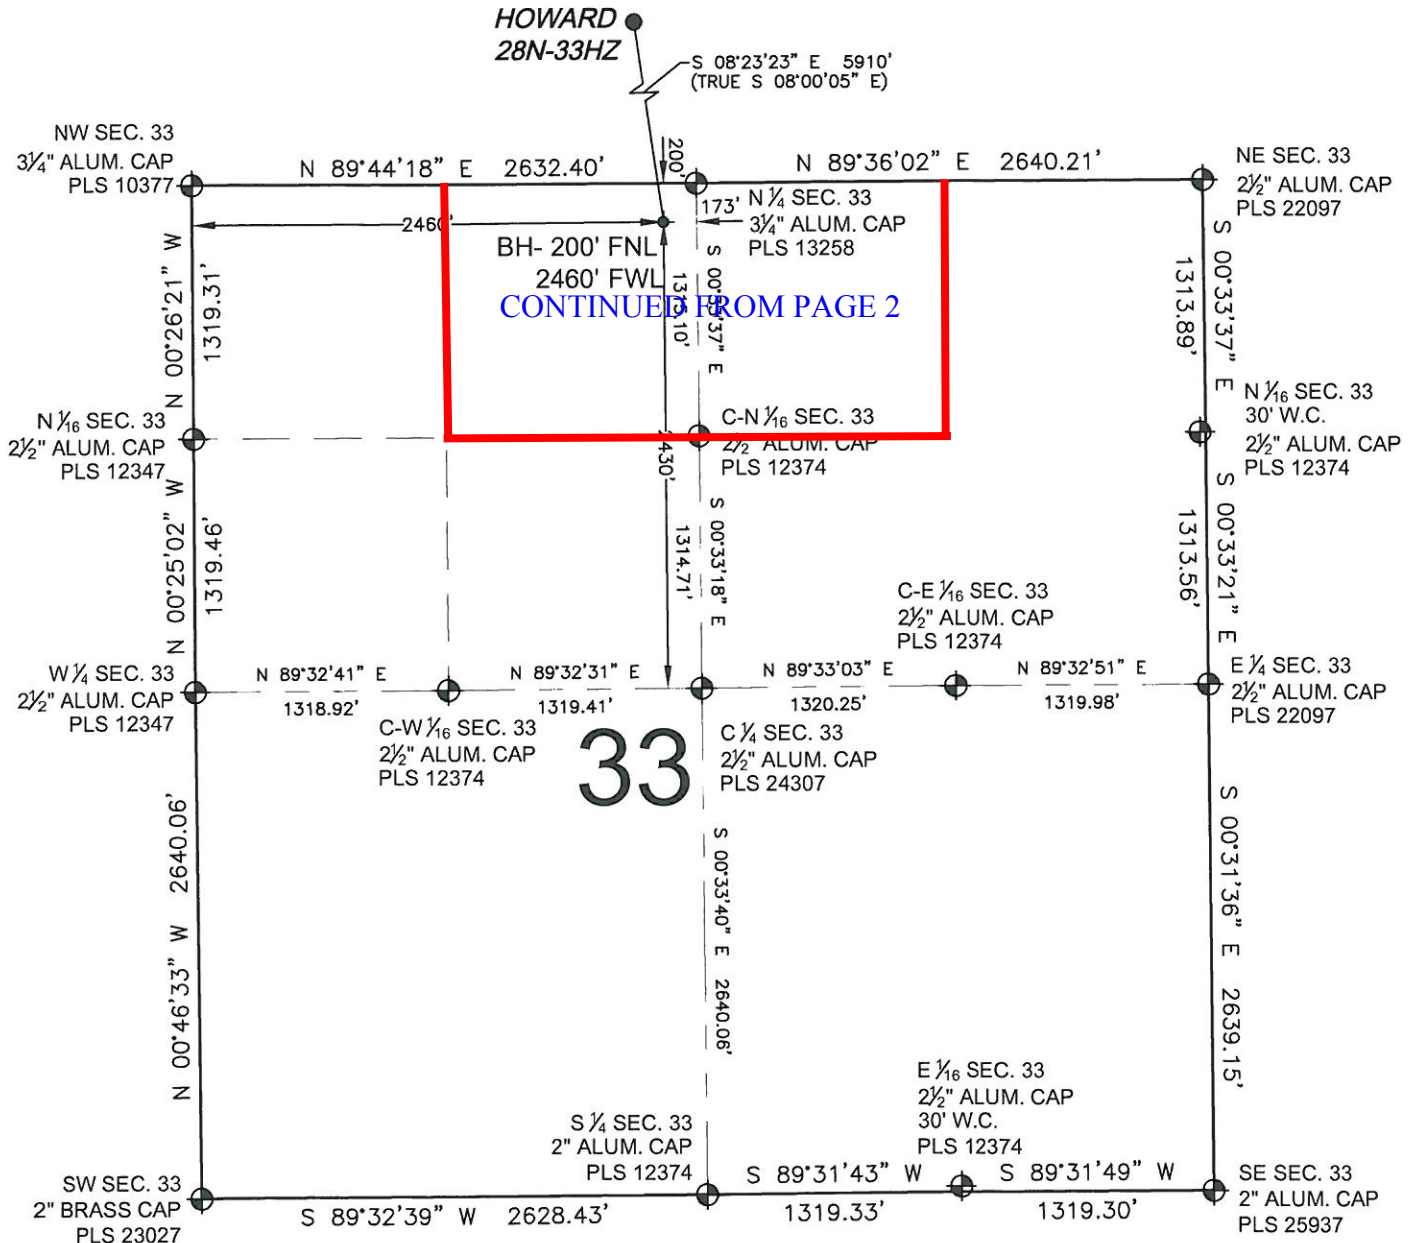 HOWARD
28N-33HZ
S 08°23'23" E 5910'
(TRUE S 08°00'05" E)
NW SEC. 33
3¼" ALUM. CAP
PLS 10377
N 89°44'18" E 2632.40'
200'
N 89°36'02" E 2640.21'
NE SEC. 33
2½" ALUM. CAP
PLS 22097
2460'
173'
N ¼ SEC. 33
3¼" ALUM. CAP
PLS 13258
BH- 200' FNL
2460' FWL
CONTINUED FROM PAGE 2
N 00°26'21" W
1319.31'
S 00°33'37" E
1315.10'
S 00°33'37" E
1313.89'
N 1⁄16 SEC. 33
2½" ALUM. CAP
PLS 12347
C-N 1⁄16 SEC. 33
2½" ALUM. CAP
PLS 12374
N 1⁄16 SEC. 33
30' W.C.
2½" ALUM. CAP
PLS 12374
2430'
N 00°25'02" W
1319.46'
S 00°33'18" E
1314.71'
S 00°33'21" E
1313.56'
C-E 1⁄16 SEC. 33
2½" ALUM. CAP
PLS 12374
W ¼ SEC. 33
2½" ALUM. CAP
PLS 12347
N 89°32'41" E
1318.92'
N 89°32'31" E
1319.41'
N 89°33'03" E
1320.25'
N 89°32'51" E
1319.98'
E ¼ SEC. 33
2½" ALUM. CAP
PLS 22097
C-W 1⁄16 SEC. 33
2½" ALUM. CAP
PLS 12374
33
C ¼ SEC. 33
2½" ALUM. CAP
PLS 24307
N 00°46'33" W 2640.06'
S 00°33'40" E 2640.06'
S 00°31'36" E 2639.15'
E 1⁄16 SEC. 33
2½" ALUM. CAP
30' W.C.
PLS 12374
S ¼ SEC. 33
2" ALUM. CAP
PLS 12374
SW SEC. 33
2" BRASS CAP
PLS 23027
S 89°32'39" W 2628.43'
S 89°31'43" W
1319.33'
S 89°31'49" W
1319.30'
SE SEC. 33
2" ALUM. CAP
PLS 25937